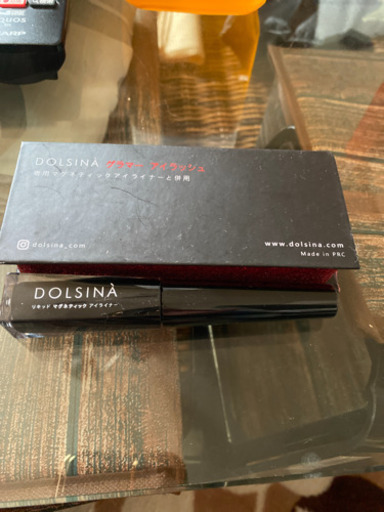 DOLSINÀ グラマー アイラッシュ
専用マグネティックアイライナーと併用
dolsina_com
www.dolsina.com
Made in PRC
DOLSINÀ
リキッド マグネティック アイライナー